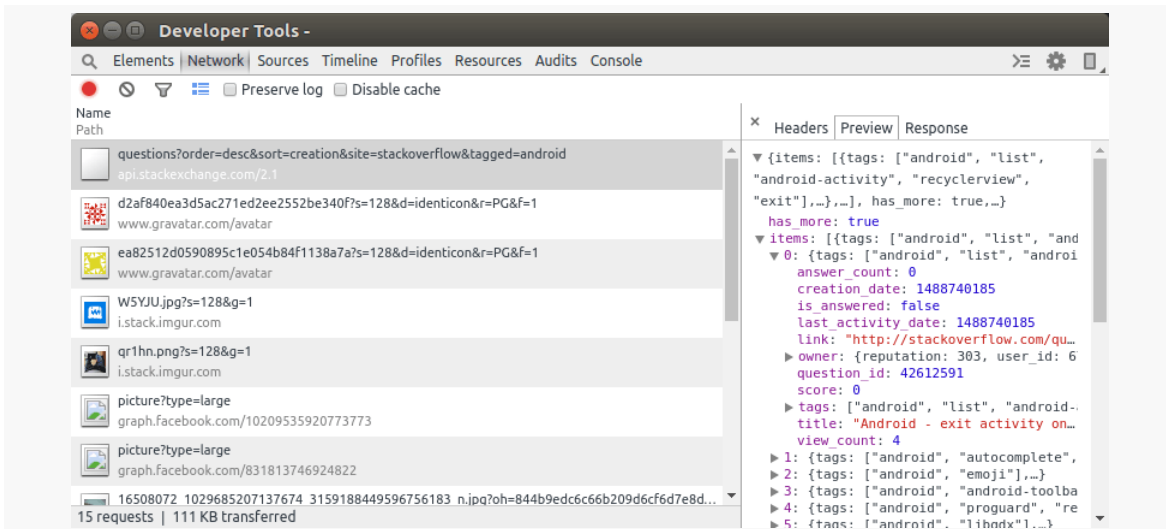 Developer Tools -
Elements Network Sources Timeline Profiles Resources Audits Console
Preserve log Disable cache
Name
Path
questions?order=desc&sort=creation&site=stackoverflow&tagged=android
api.stackexchange.com/2.1
d2af840ea3d5ac271ed2ee2552be340f?s=128&d=identicon&r=PG&f=1
www.gravatar.com/avatar
ea82512d0590895c1e054b84f1138a7a?s=128&d=identicon&r=PG&f=1
www.gravatar.com/avatar
W5YJU.jpg?s=128&g=1
i.stack.imgur.com
qr1hn.png?s=128&g=1
i.stack.imgur.com
picture?type=large
graph.facebook.com/10209535920773773
picture?type=large
graph.facebook.com/831813746924822
16508072_1029685207137674_3159188449596756183_n.jpg?oh=844b9edc6c66b209d6cf6d7e8d...
15 requests | 111 KB transferred
× Headers Preview Response
▼ {items: [{tags: ["android", "list",
"android-activity", "recyclerview",
"exit"],…},…], has_more: true,…}
has_more: true
▼ items: [{tags: ["android", "list", "and
▼ 0: {tags: ["android", "list", "androi
answer_count: 0
creation_date: 1488740185
is_answered: false
last_activity_date: 1488740185
link: "http://stackoverflow.com/qu…
▶ owner: {reputation: 303, user_id: 6
question_id: 42612591
score: 0
▶ tags: ["android", "list", "android-
title: "Android - exit activity on…
view_count: 4
▶ 1: {tags: ["android", "autocomplete",
▶ 2: {tags: ["android", "emoji"],…}
▶ 3: {tags: ["android", "android-toolba
▶ 4: {tags: ["android", "proguard", "re
▶ 5: {tags: ["android", "libgdx"],…}